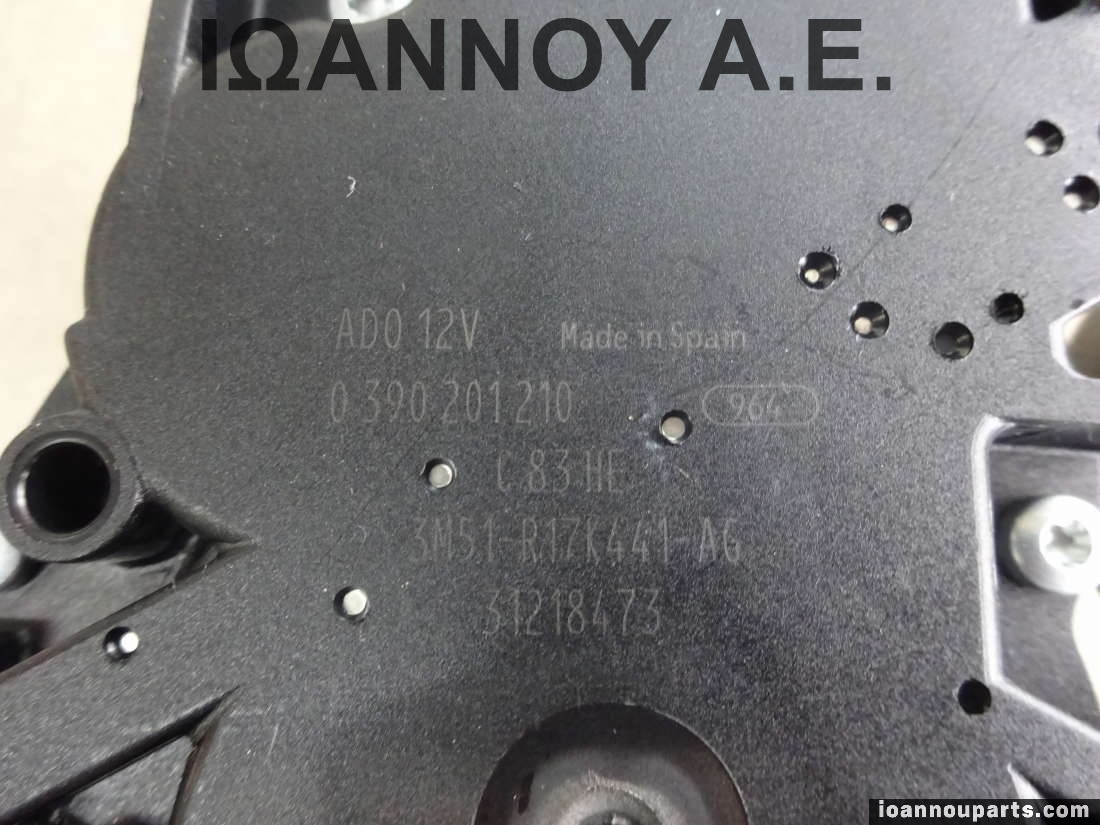 ΙΩΑΝΝΟΥ Α.Ε.
AD0 12V Made in Spain
0 390 201 210 964
C 83 HE
3M51-R17K441-AG
31218473
ioannouparts.com